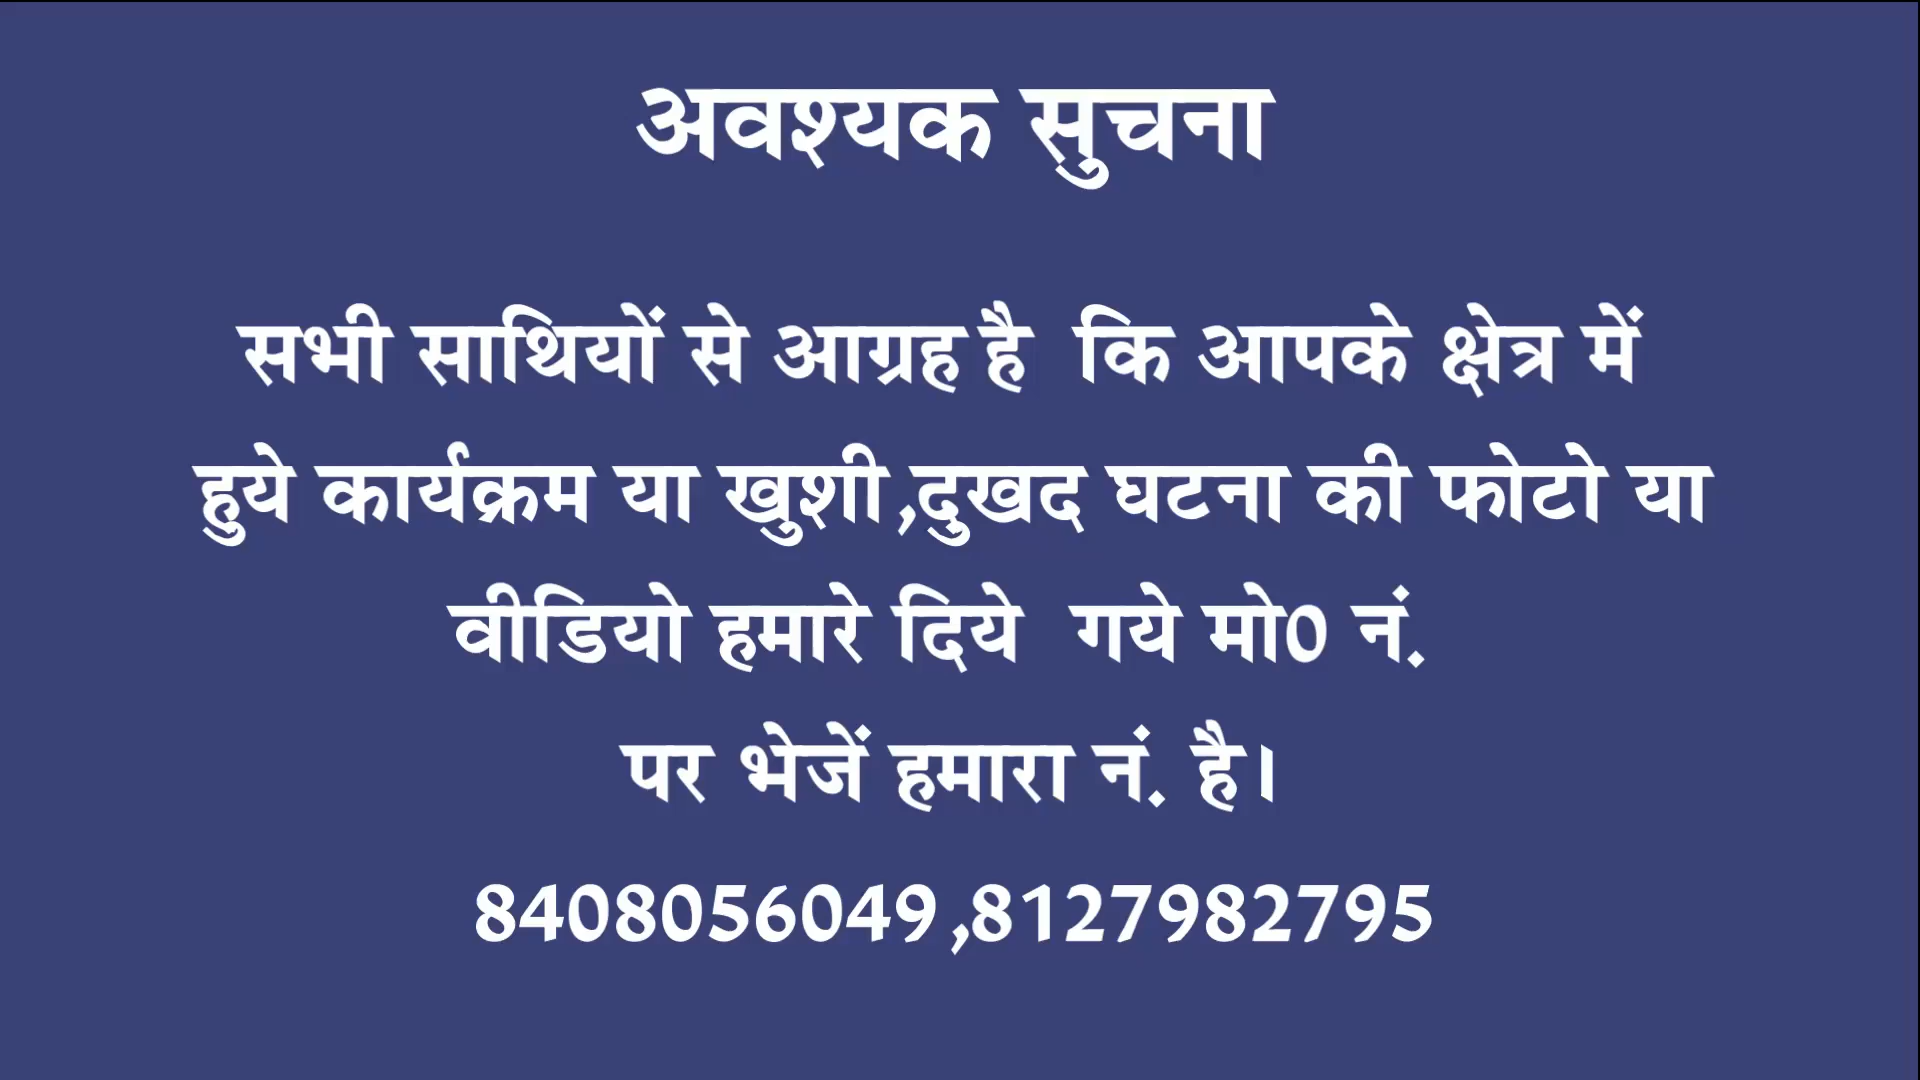 अवश्यक सुचना
सभी साथियों से आग्रह है कि आपके क्षेत्र में
हुये कार्यक्रम या खुशी,दुखद घटना की फोटो या
वीडियो हमारे दिये गये मो0 नं.
पर भेजें हमारा नं. है।
8408056049,8127982795